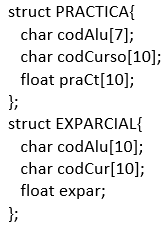 struct PRACTICA{
char codAlu[7];
char codCurso[10];
float praCt[10];
};
struct EXPARCIAL{
char codAlu[10];
char codCur[10];
float expar;
};